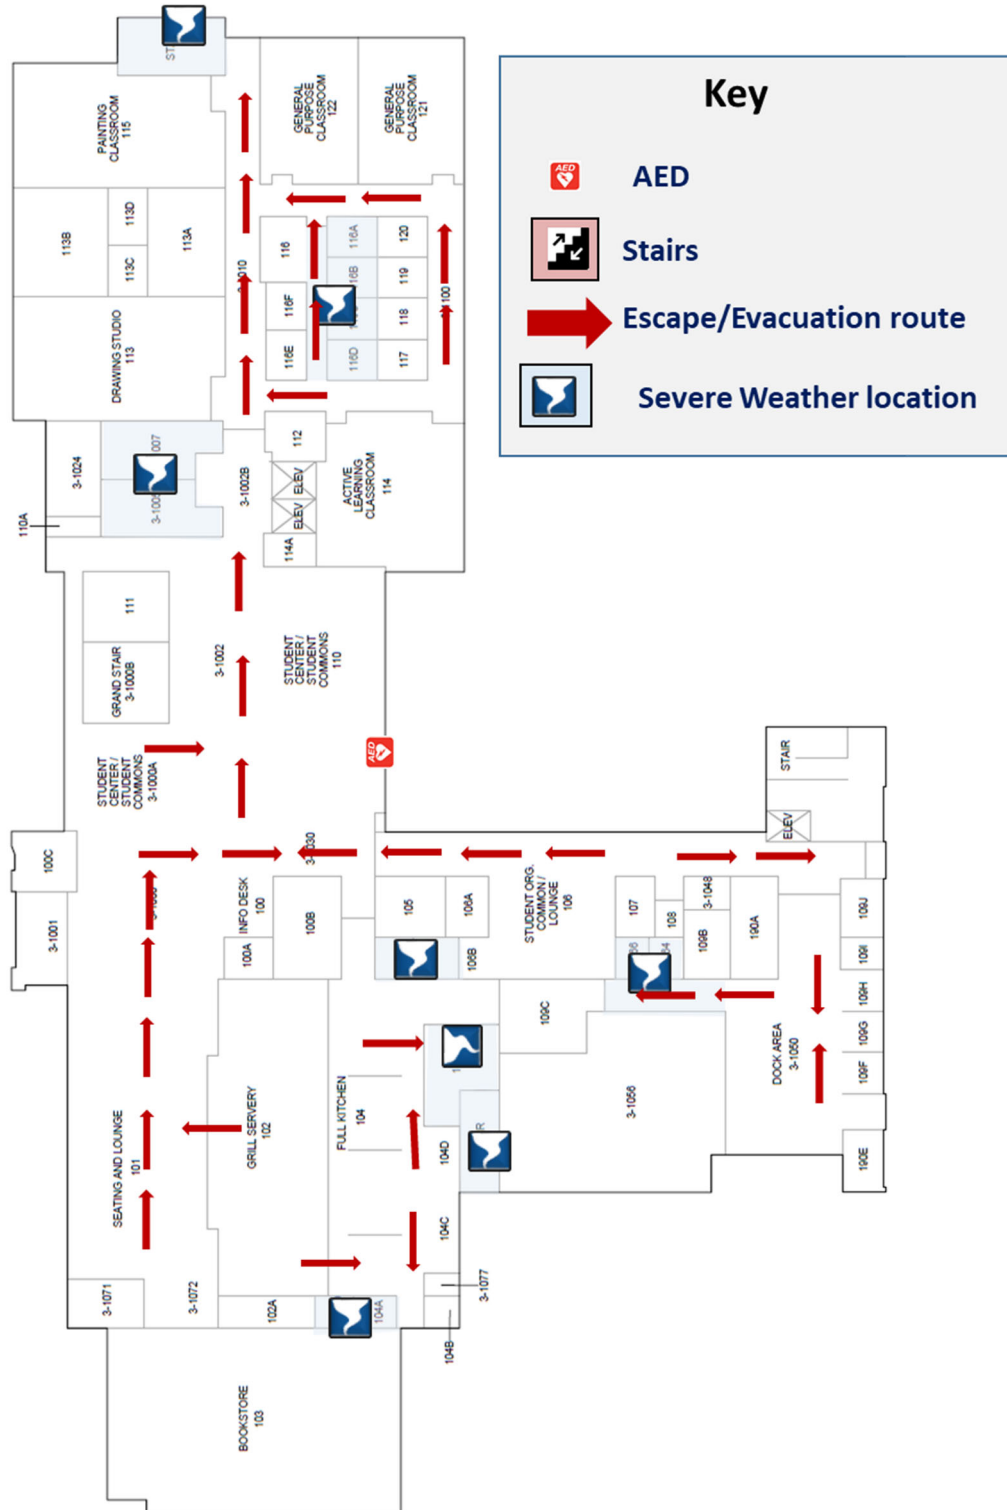 Key
AED
AED
Stairs
Escape/Evacuation route
Severe Weather location
PAINTING
CLASSROOM
115
GENERAL
PURPOSE
CLASSROOM
122
GENERAL
PURPOSE
CLASSROOM
121
113B
113D
113C
113A
116
116A
116B
120
119
116F
118
116E
116D
117
DRAWING STUDIO
113
3-1024
110A
3-1002B
112
ELEV
ELEV
114A
ACTIVE
LEARNING
CLASSROOM
114
111
GRAND STAIR
3-1000B
3-1002
STUDENT
CENTER /
STUDENT
COMMONS
110
STUDENT
CENTER /
STUDENT
COMMONS
3-1000A
AED
STAIR
ELEV
100C
3-1001
INFO DESK
100
100A
100B
105
106A
106B
STUDENT ORG.
COMMON /
LOUNGE
106
107
108
3-1048
109B
190A
109J
109I
109H
109G
109F
190E
109C
DOCK AREA
3-1050
3-1056
SEATING AND LOUNGE
101
GRILL SERVERY
102
FULL KITCHEN
104
104D
104C
3-1071
3-1072
102A
104A
104B
3-1077
BOOKSTORE
103